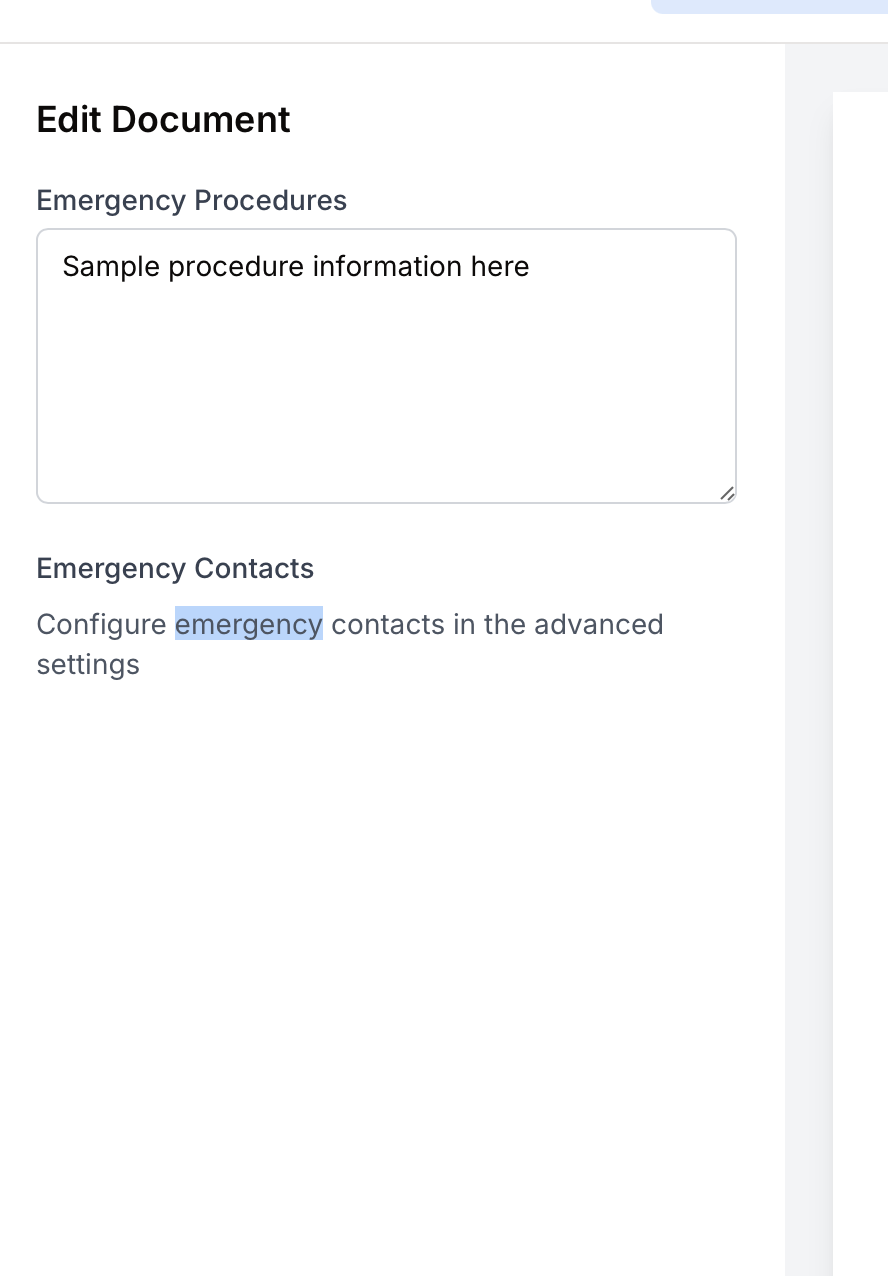 Edit Document
Emergency Procedures
Sample procedure information here
Emergency Contacts
Configure emergency contacts in the advanced
settings